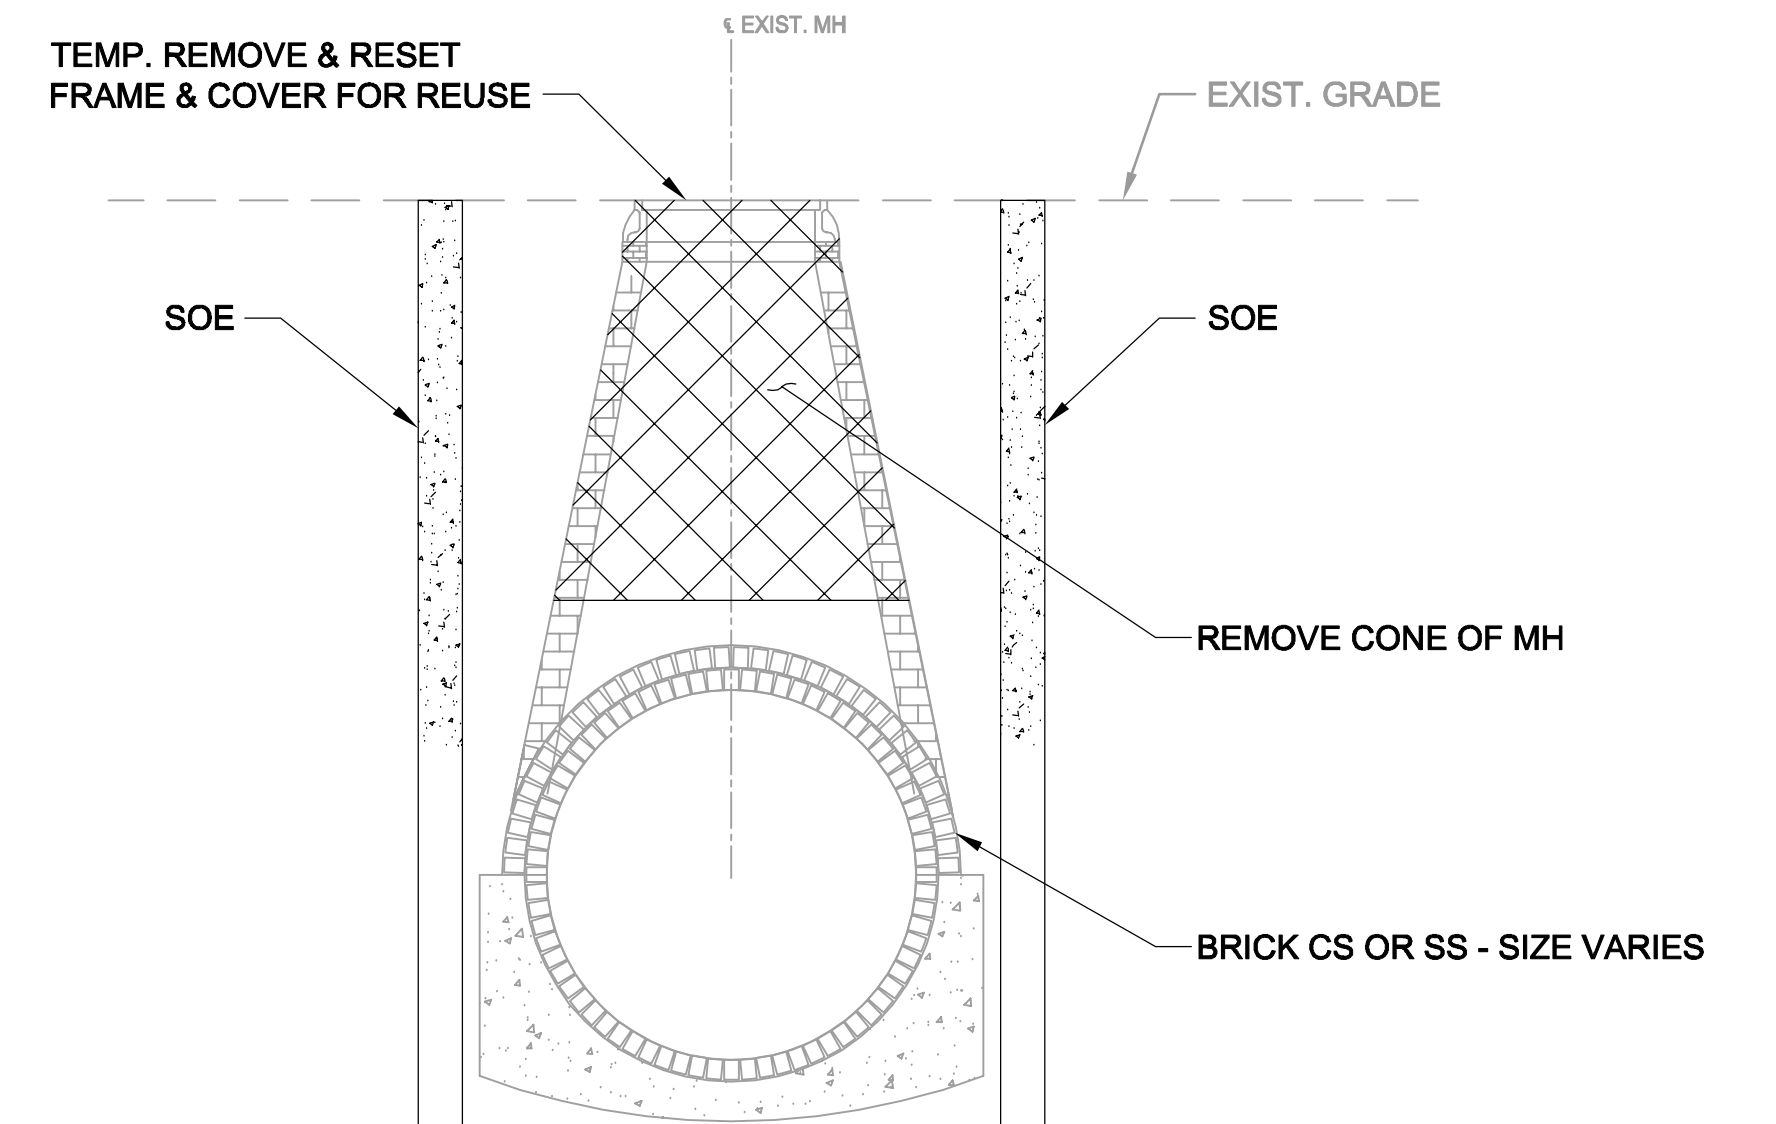 ℄ EXIST. MH
TEMP. REMOVE & RESET
FRAME & COVER FOR REUSE
EXIST. GRADE
SOE
SOE
REMOVE CONE OF MH
BRICK CS OR SS - SIZE VARIES